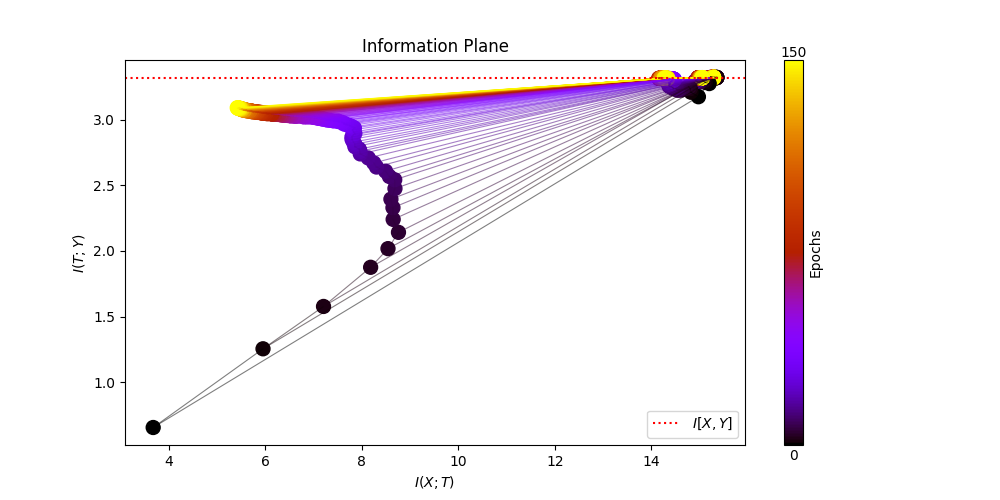 Information Plane
150
3.0
2.5
2.0
1.5
1.0
I(T; Y)
Epochs
I[X, Y]
4 6 8 10 12 14
0
I(X; T)